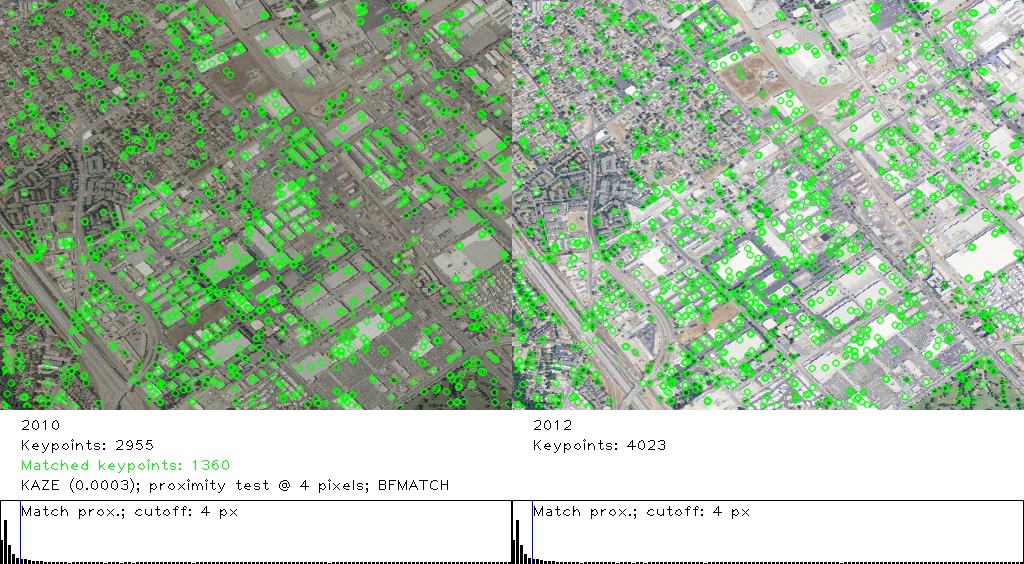 2010
Keypoints: 2955
Matched keypoints: 1360
KAZE (0.0003); proximity test @ 4 pixels; BFMATCH
2012
Keypoints: 4023
Match prox.; cutoff: 4 px
Match prox.; cutoff: 4 px